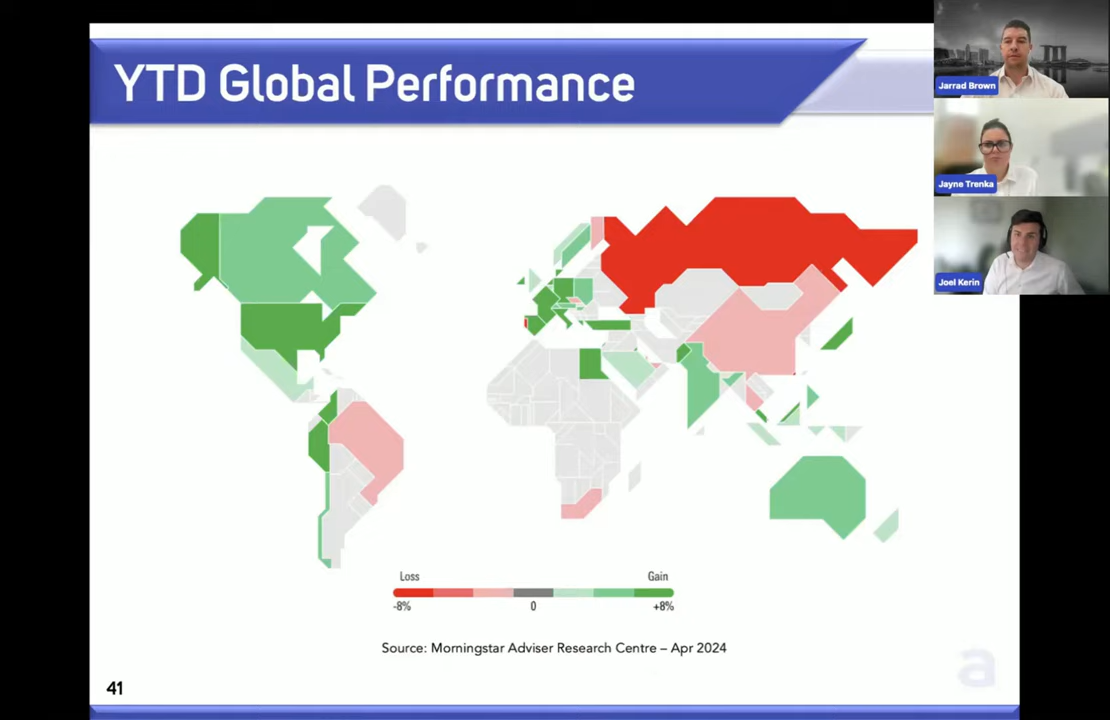 YTD Global Performance
Jarrad Brown
Jayne Trenka
Joel Kerin
Loss
Gain
-8%
0
+8%
Source: Morningstar Adviser Research Centre – Apr 2024
a
41